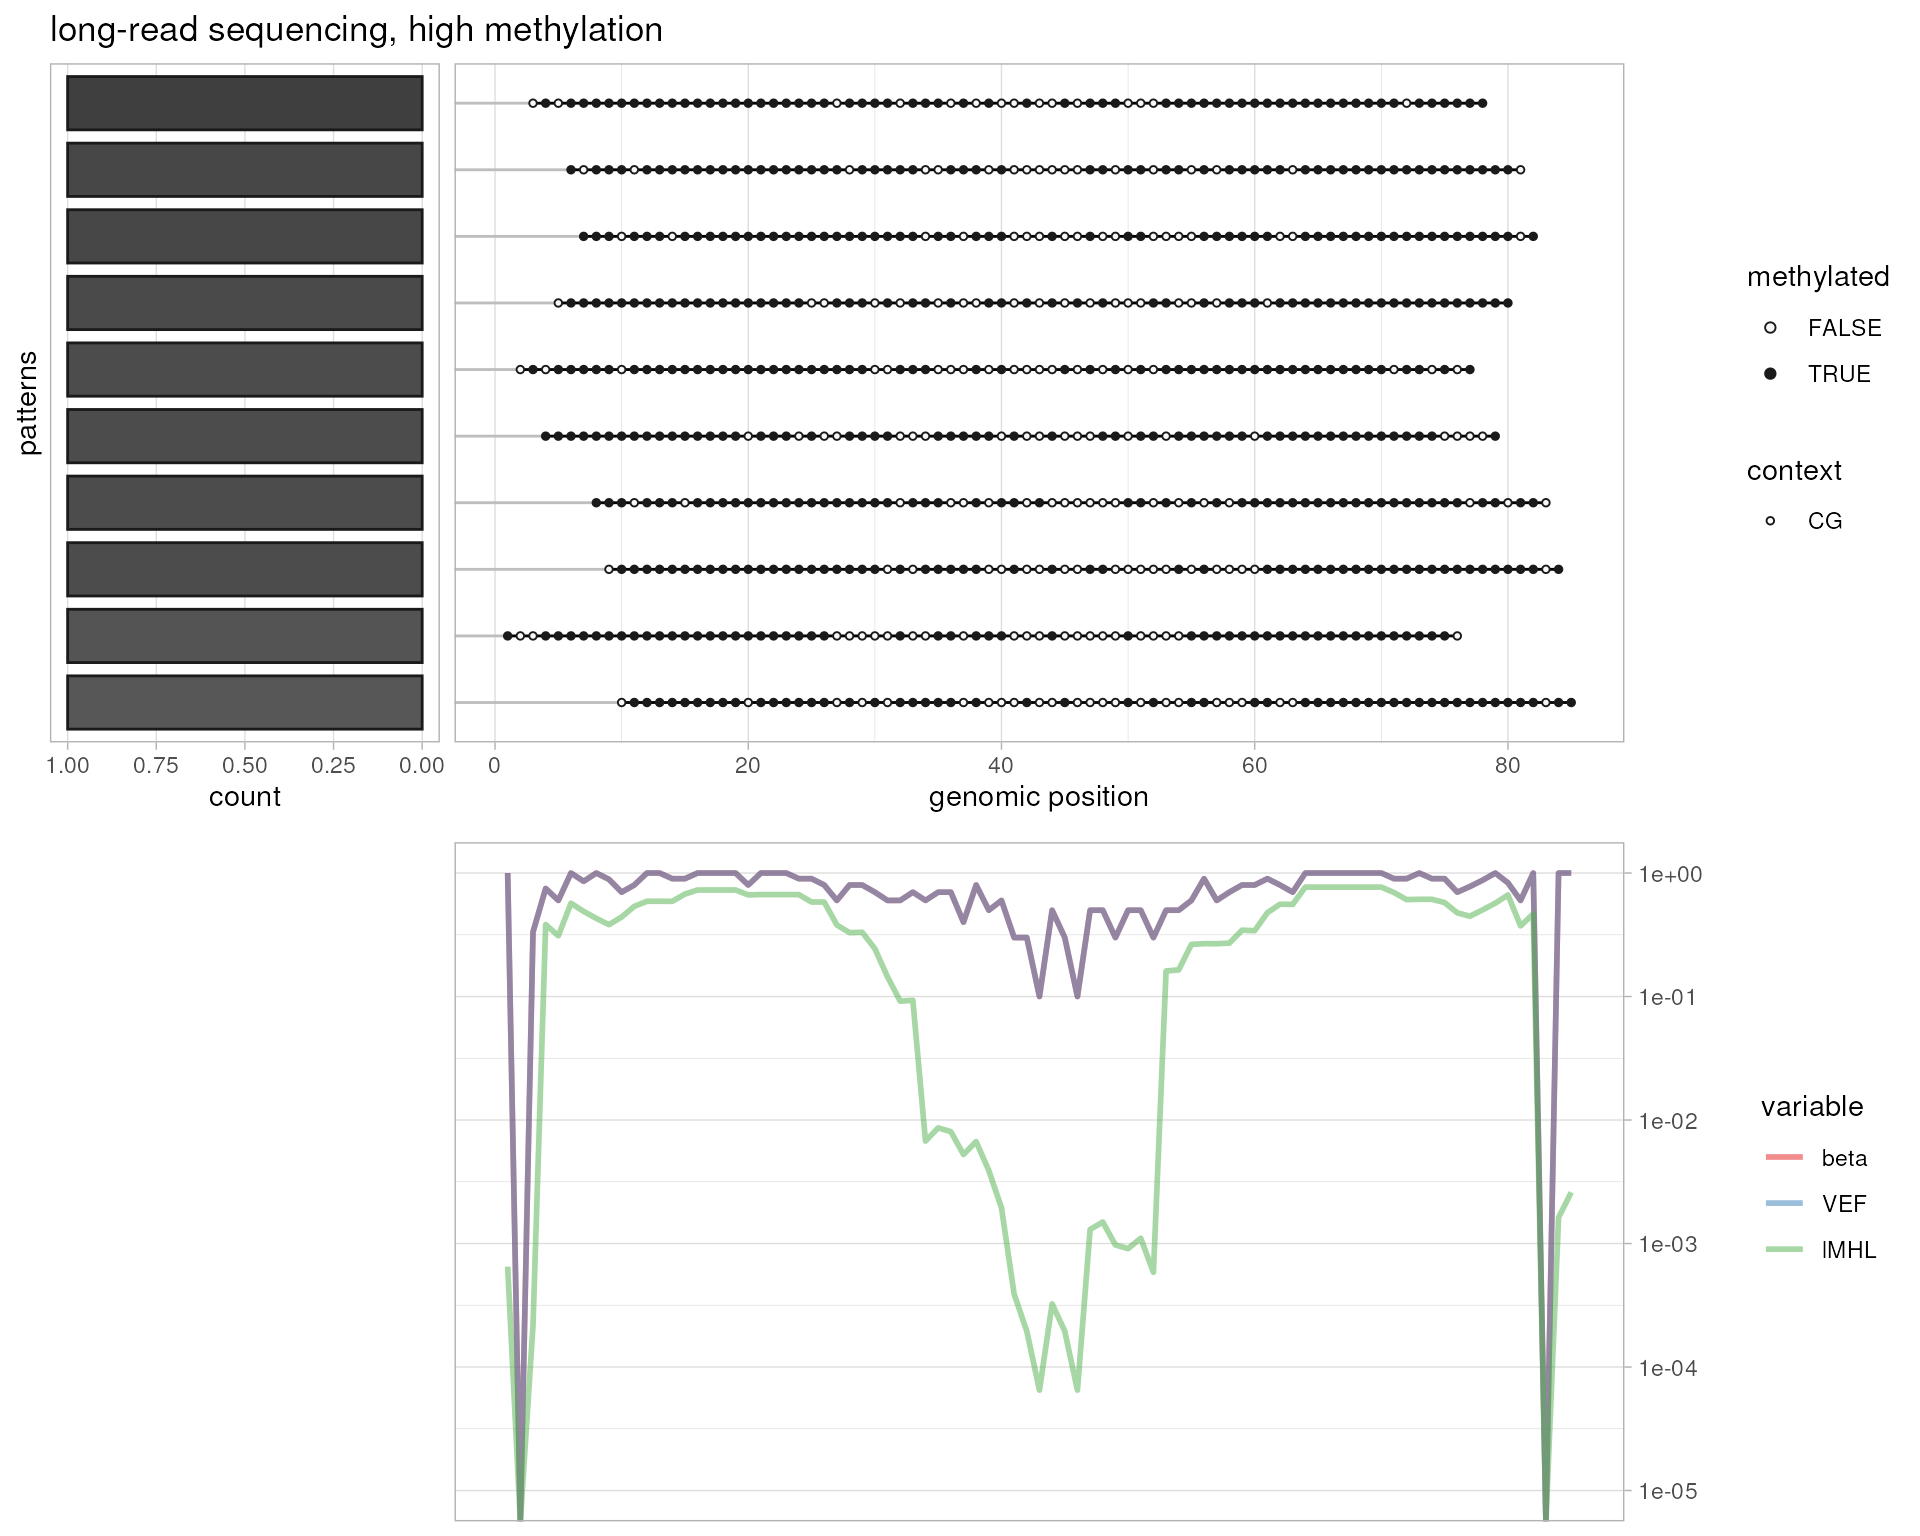 long-read sequencing, high methylation
patterns
1.00 0.75 0.50 0.25 0.00
count
0 20 40 60 80
genomic position
methylated
FALSE
TRUE
context
CG
1e+00
1e-01
1e-02
1e-03
1e-04
1e-05
variable
beta
VEF
lMHL